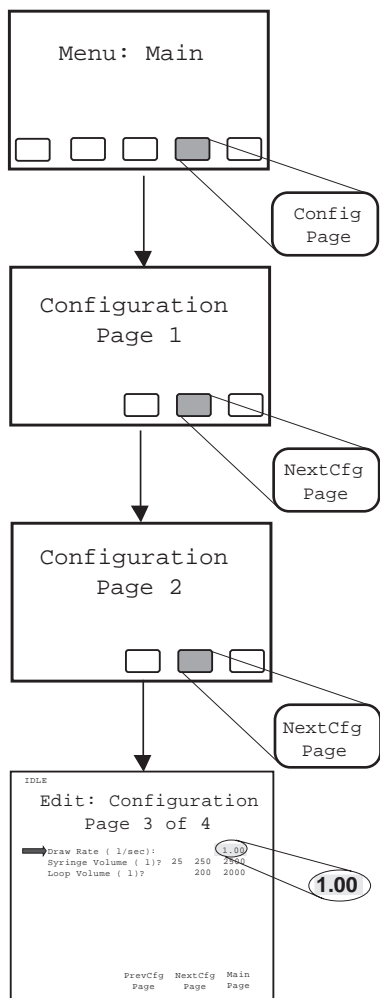 Menu: Main
Config
Page
Configuration
Page 1
NextCfg
Page
Configuration
Page 2
NextCfg
Page
IDLE
Edit: Configuration
Page 3 of 4
Draw Rate ( l/sec): 1.00
Syringe Volume ( l)? 25 250 2500
Loop Volume ( l)? 200 2000
1.00
PrevCfg NextCfg Main
Page Page Page